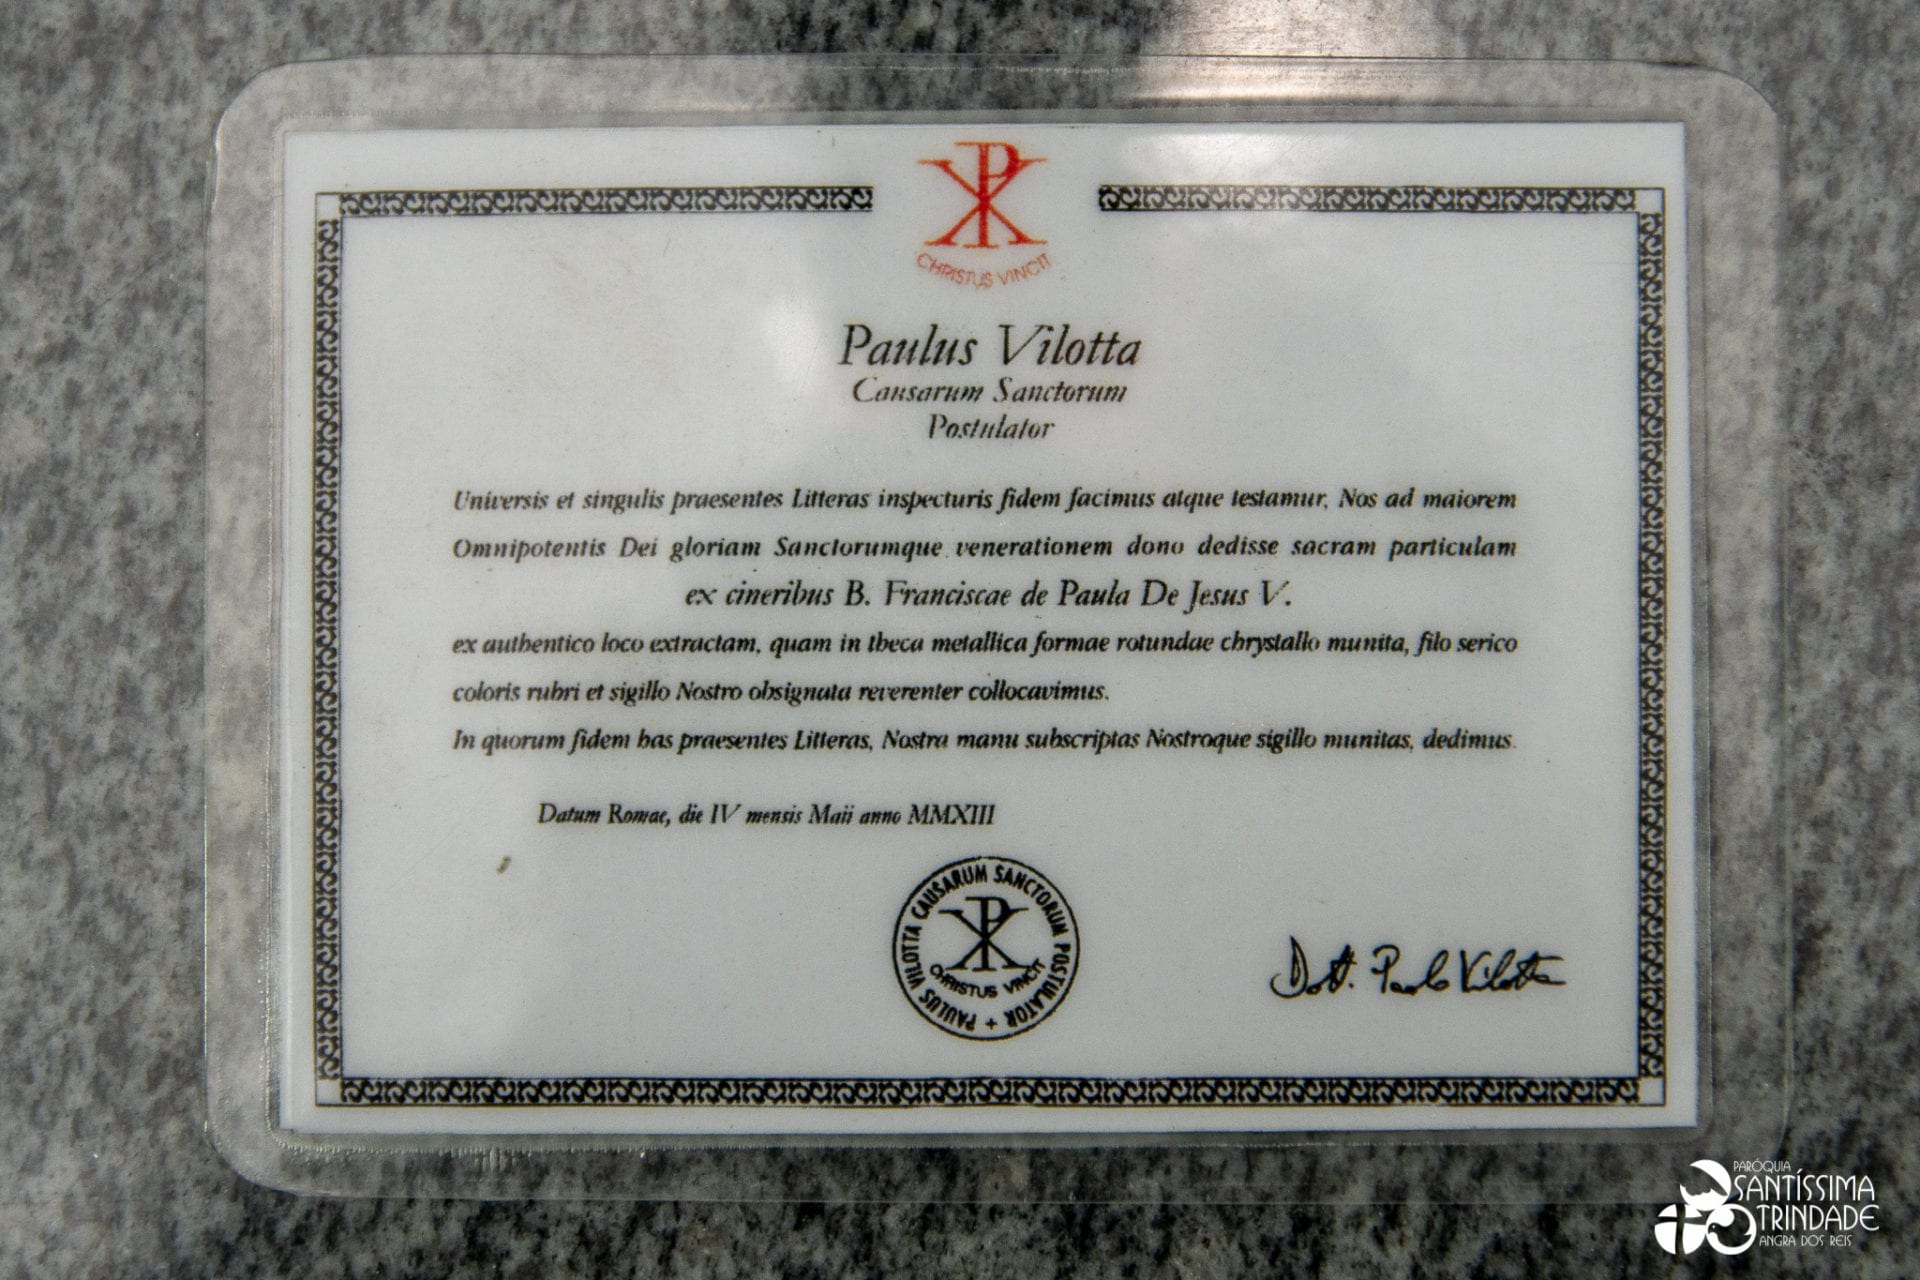 CHRISTUS VINCIT
Paulus Vilotta
Causarum Sanctorum
Postulator
Universis et singulis praesentes Litteras inspecturis fidem facimus atque testamur, Nos ad maiorem
Omnipotentis Dei gloriam Sanctorumque venerationem dono dedisse sacram particulam
ex cineribus B. Franciscae de Paula De Jesus V.
ex authentico loco extractam, quam in theca metallica formae rotundae chrystallo munita, filo serico
coloris rubri et sigillo Nostro obsignata reverenter collocavimus.
In quorum fidem has praesentes Litteras, Nostra manu subscriptas Nostroque sigillo munitas, dedimus.
Datum Romae, die IV mensis Maii anno MMXIII
PAULUS VILOTTA CAUSARUM SANCTORUM POSTULATOR +
CHRISTUS VINCIT
Dott. Paolo Vilotta
PARÓQUIA
SANTÍSSIMA
TRINDADE
ANGRA DOS REIS